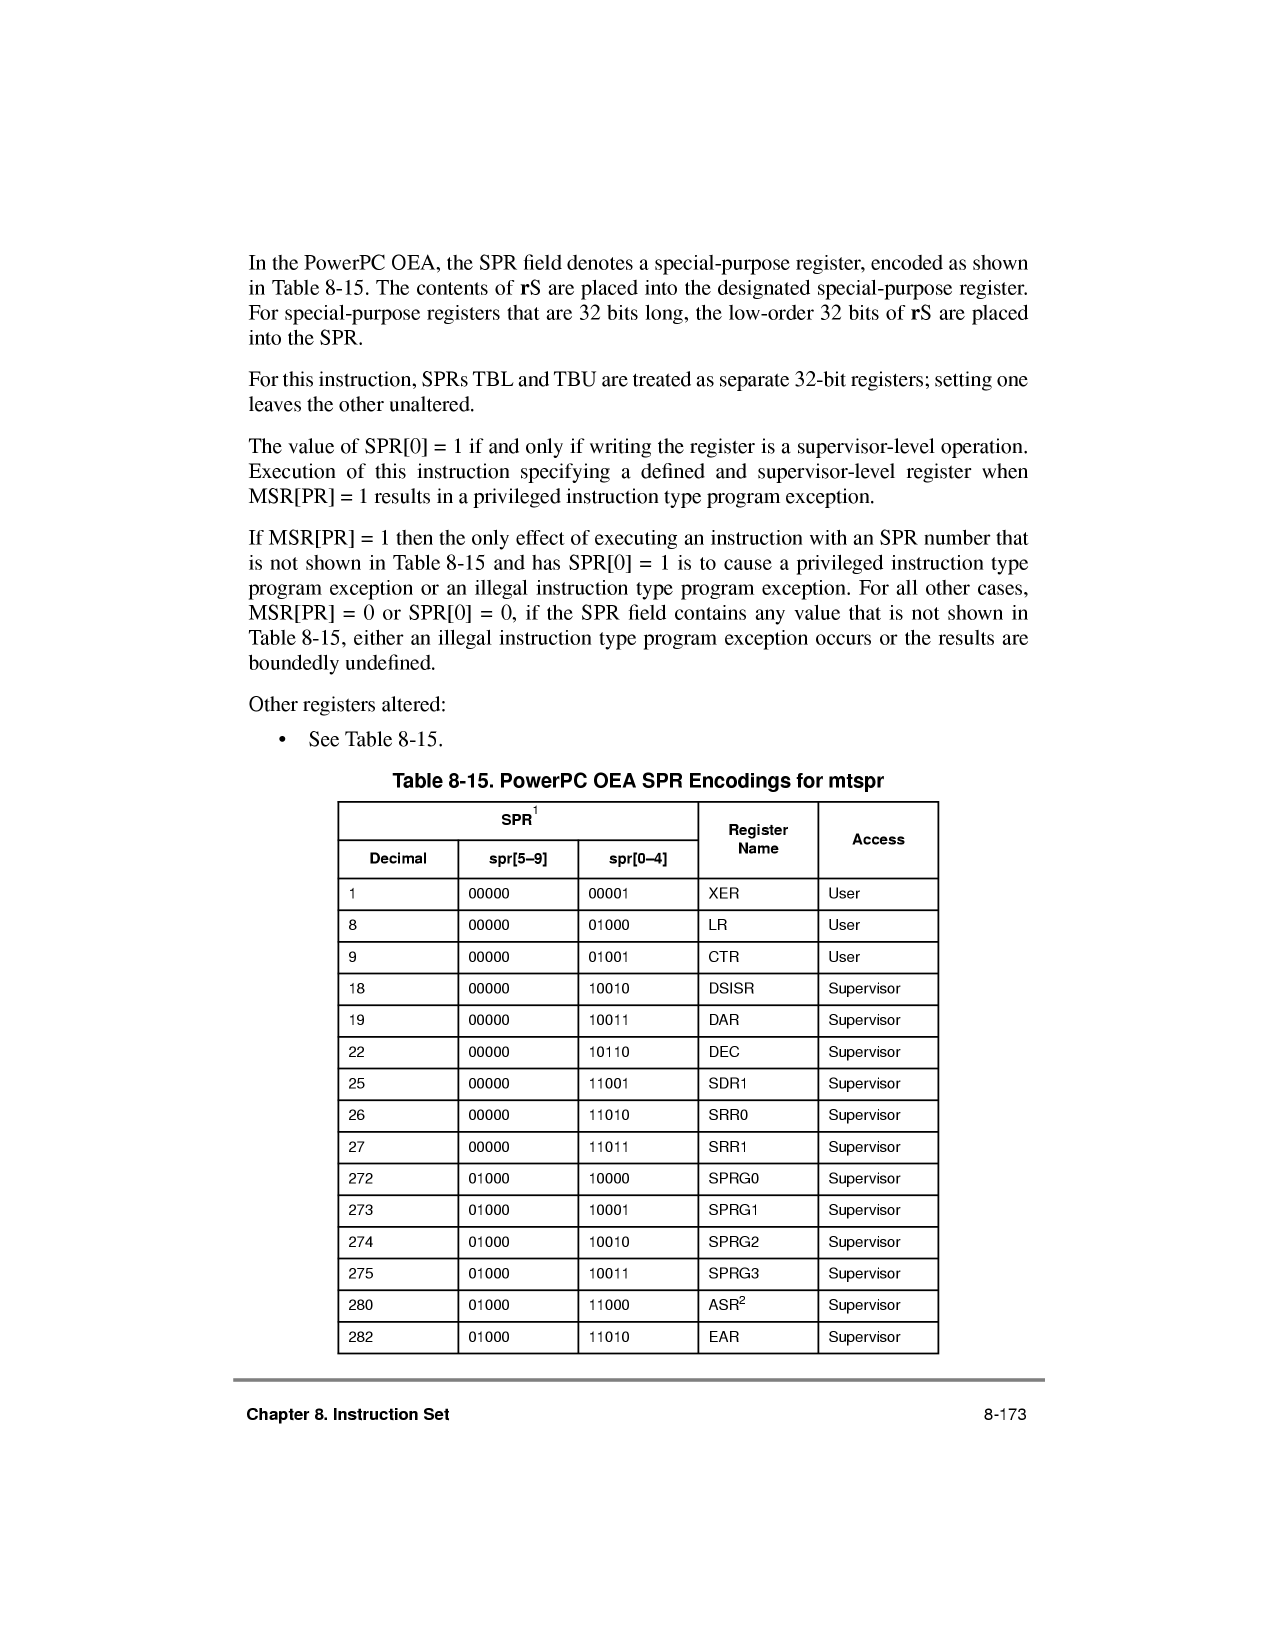 In the PowerPC OEA, the SPR field denotes a special-purpose register, encoded as shown
in Table 8-15. The contents of rS are placed into the designated special-purpose register.
For special-purpose registers that are 32 bits long, the low-order 32 bits of rS are placed
into the SPR.
For this instruction, SPRs TBL and TBU are treated as separate 32-bit registers; setting one
leaves the other unaltered.
The value of SPR[0] = 1 if and only if writing the register is a supervisor-level operation.
Execution of this instruction specifying a defined and supervisor-level register when
MSR[PR] = 1 results in a privileged instruction type program exception.
If MSR[PR] = 1 then the only effect of executing an instruction with an SPR number that
is not shown in Table 8-15 and has SPR[0] = 1 is to cause a privileged instruction type
program exception or an illegal instruction type program exception. For all other cases,
MSR[PR] = 0 or SPR[0] = 0, if the SPR field contains any value that is not shown in
Table 8-15, either an illegal instruction type program exception occurs or the results are
boundedly undefined.
Other registers altered:
• See Table 8-15.
Table 8-15. PowerPC OEA SPR Encodings for mtspr
SPR1 Register Name Access
Decimal spr[5–9] spr[0–4]
1 00000 00001 XER User
8 00000 01000 LR User
9 00000 01001 CTR User
18 00000 10010 DSISR Supervisor
19 00000 10011 DAR Supervisor
22 00000 10110 DEC Supervisor
25 00000 11001 SDR1 Supervisor
26 00000 11010 SRR0 Supervisor
27 00000 11011 SRR1 Supervisor
272 01000 10000 SPRG0 Supervisor
273 01000 10001 SPRG1 Supervisor
274 01000 10010 SPRG2 Supervisor
275 01000 10011 SPRG3 Supervisor
280 01000 11000 ASR2 Supervisor
282 01000 11010 EAR Supervisor
Chapter 8. Instruction Set 8-173